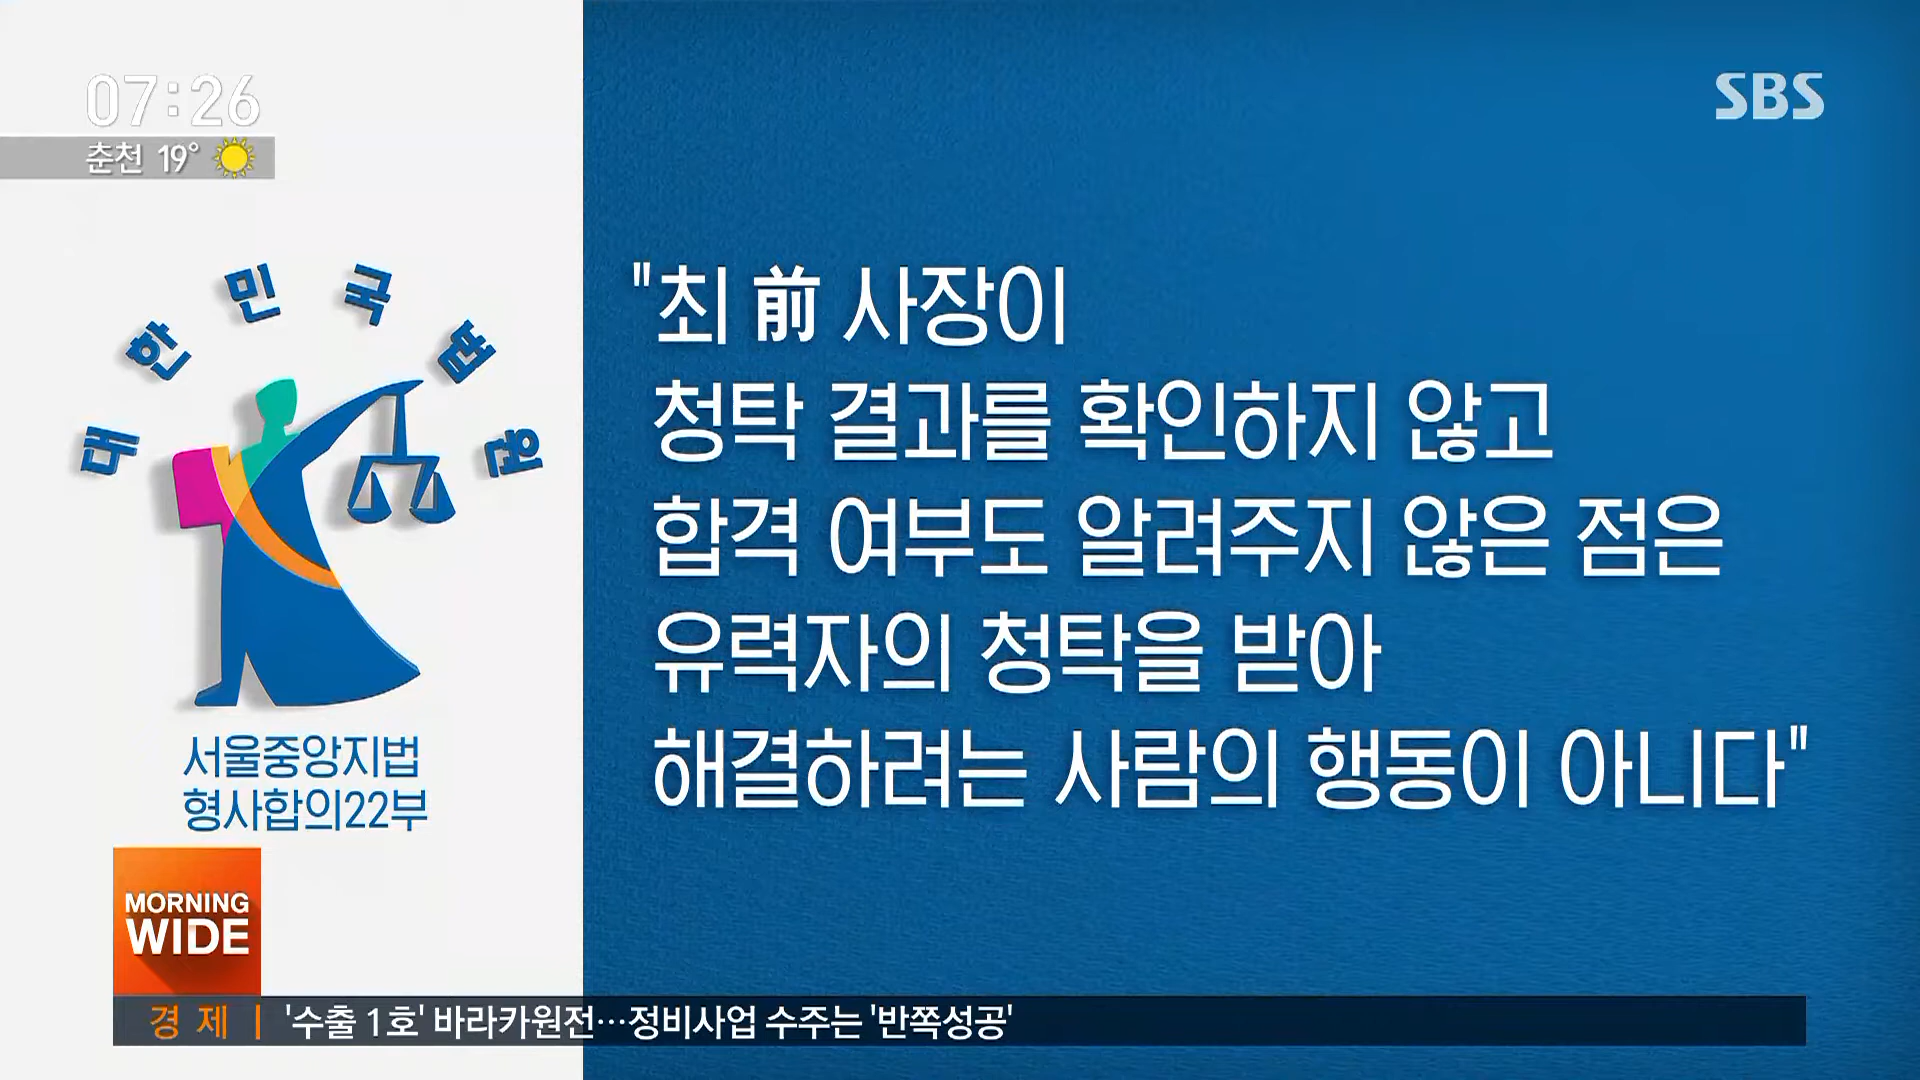 07:26
춘천 19°
SBS
대한민국법원
서울중앙지법
형사합의22부
"최 前 사장이
청탁 결과를 확인하지 않고
합격 여부도 알려주지 않은 점은
유력자의 청탁을 받아
해결하려는 사람의 행동이 아니다"
MORNING
WIDE
경제 | '수출 1호' 바라카원전…정비사업 수주는 '반쪽성공'